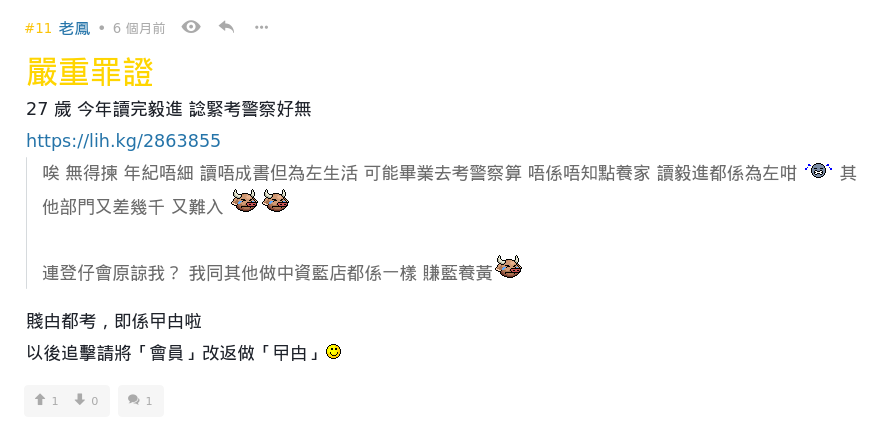 #11 老鳳 • 6 個月前
嚴重罪證
27 歲 今年讀完毅進 諗緊考警察好無
https://lih.kg/2863855
唉 無得揀 年紀唔細 讀唔成書但為左生活 可能畢業去考警察算 唔係唔知點養家 讀毅進都係為左咁 其
他部門又差幾千 又難入
連登仔會原諒我？ 我同其他做中資藍店都係一樣 賺藍養黃
賤甴都考，即係曱甴啦
以後追擊請將「會員」改返做「曱甴」
1 0 1